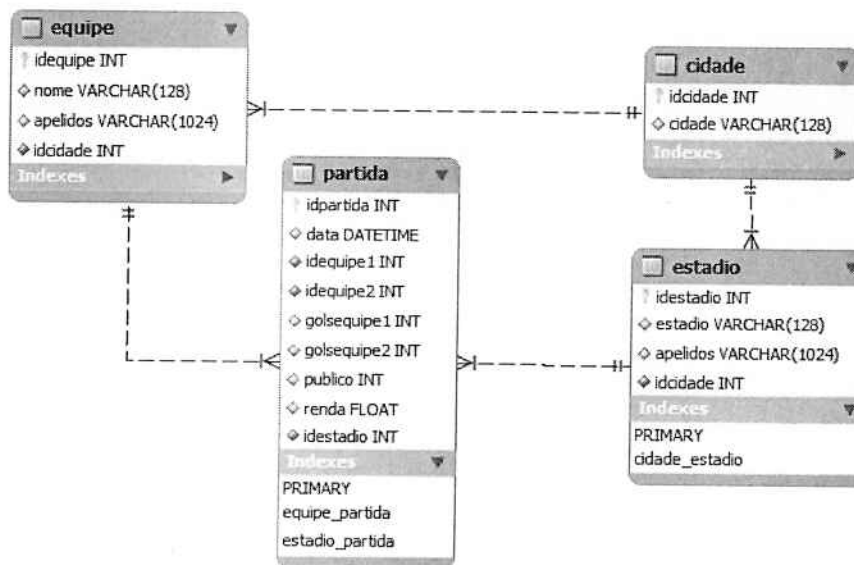 equipe
idequipe INT
nome VARCHAR(128)
apelidos VARCHAR(1024)
idcidade INT
Indexes
cidade
idcidade INT
cidade VARCHAR(128)
Indexes
partida
idpartida INT
data DATETIME
idequipe1 INT
idequipe2 INT
golsequipe1 INT
golsequipe2 INT
publico INT
renda FLOAT
idestadio INT
Indexes
PRIMARY
equipe_partida
estadio_partida
estadio
idestadio INT
estadio VARCHAR(128)
apelidos VARCHAR(1024)
idcidade INT
Indexes
PRIMARY
cidade_estadio